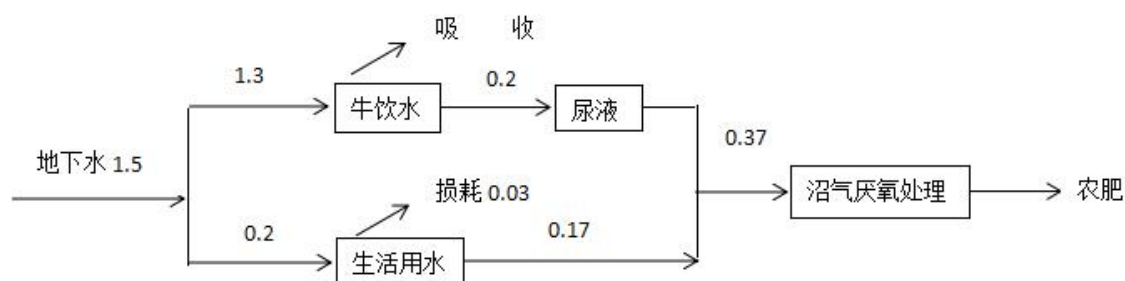 吸 收
1.3
0.2
牛饮水
尿液
0.37
地下水 1.5
损耗 0.03
沼气厌氧处理
农肥
0.2
0.17
生活用水